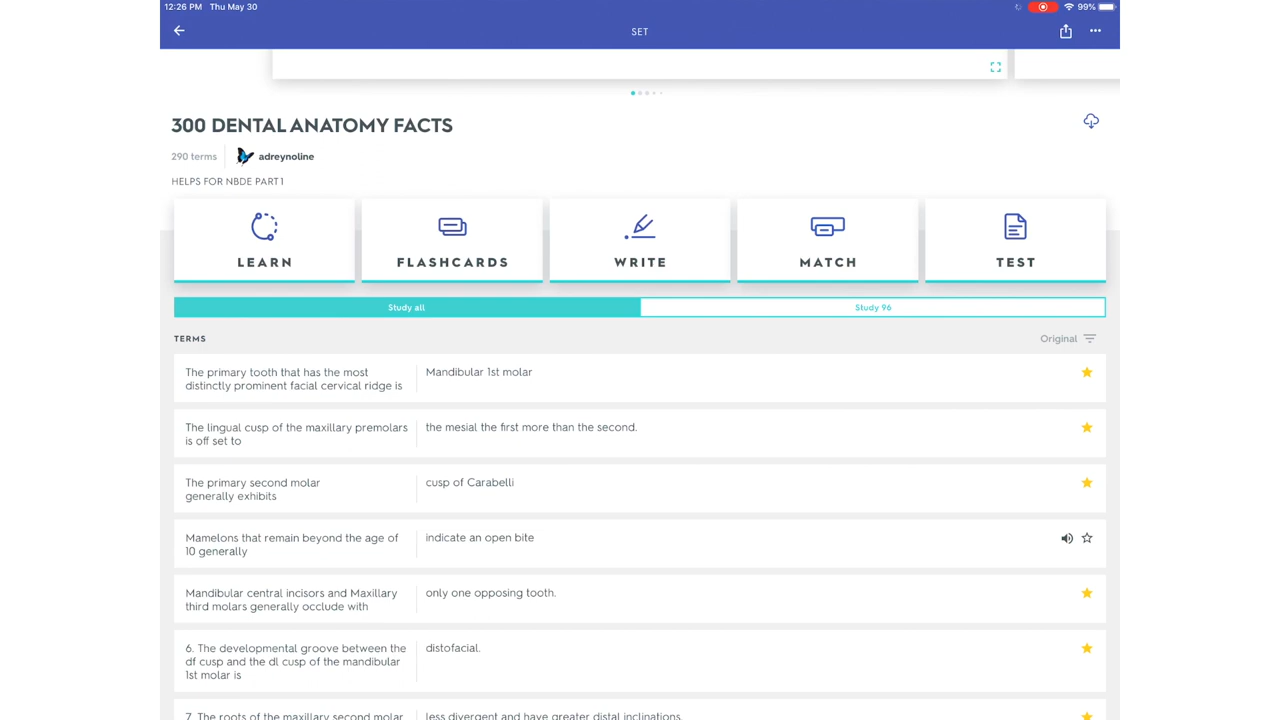 12:26 PM Thu May 30
99%
SET
300 DENTAL ANATOMY FACTS
290 terms
adreynoline
HELPS FOR NBDE PART1
LEARN
FLASHCARDS
WRITE
MATCH
TEST
Study all
Study 96
TERMS
Original
The primary tooth that has the most
distinctly prominent facial cervical ridge is
Mandibular 1st molar
The lingual cusp of the maxillary premolars
is off set to
the mesial the first more than the second.
The primary second molar
generally exhibits
cusp of Carabelli
Mamelons that remain beyond the age of
10 generally
indicate an open bite
Mandibular central incisors and Maxillary
third molars generally occlude with
only one opposing tooth.
6. The developmental groove between the
df cusp and the dl cusp of the mandibular
1st molar is
distofacial.
7. The roots of the maxillary second molar
less divergent and have greater distal inclinations.